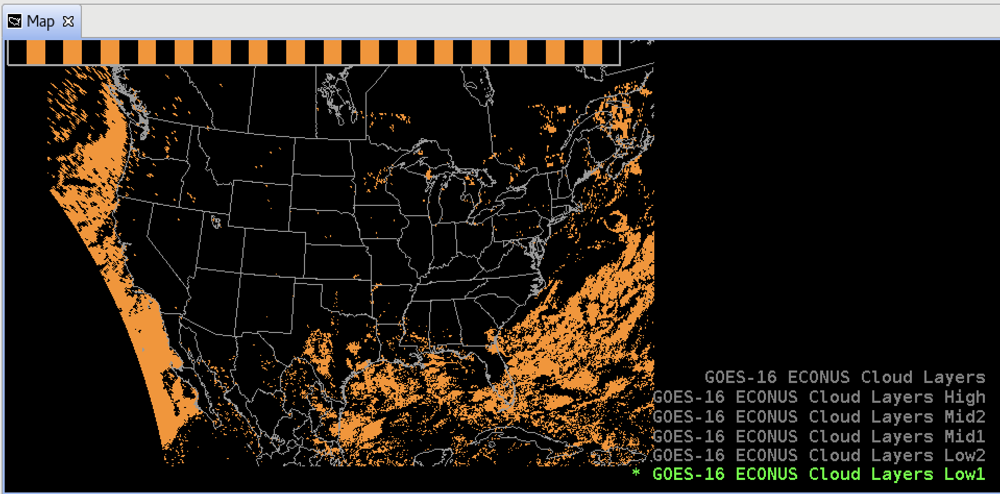 Map
GOES-16 ECONUS Cloud Layers
GOES-16 ECONUS Cloud Layers High
GOES-16 ECONUS Cloud Layers Mid2
GOES-16 ECONUS Cloud Layers Mid1
GOES-16 ECONUS Cloud Layers Low2
* GOES-16 ECONUS Cloud Layers Low1